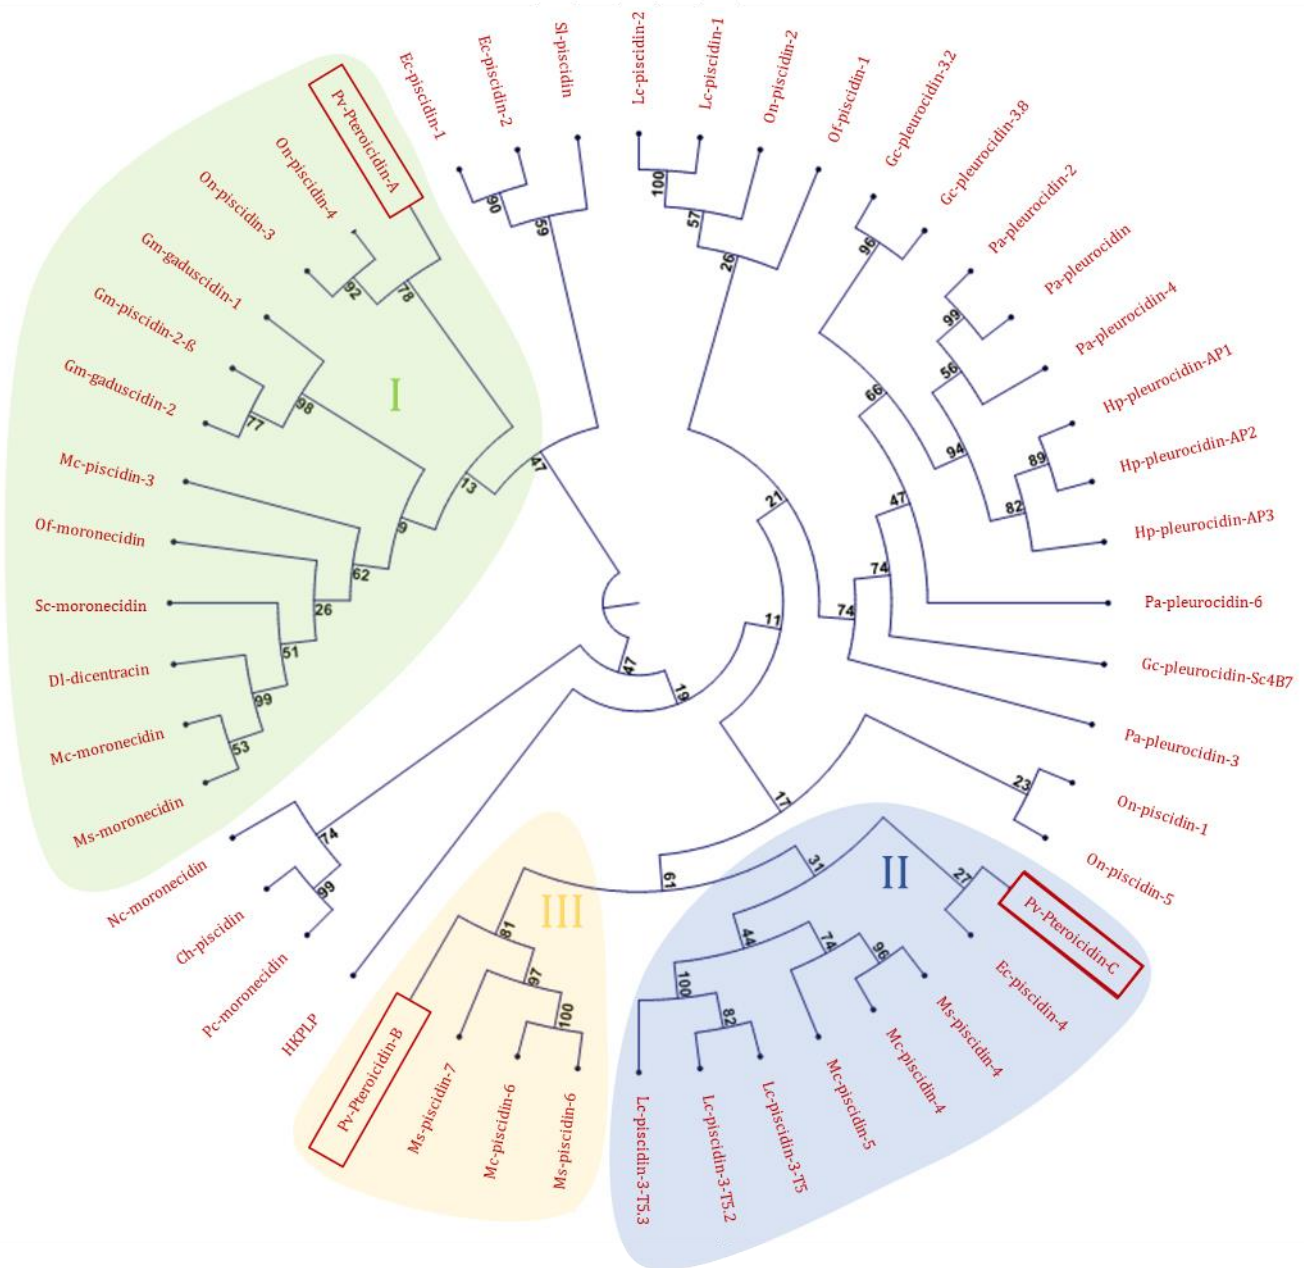 Pv-Pteroicidin-A
Ec-piscidin-1
Ec-piscidin-2
Sl-piscidin
Lc-piscidin-2
Lc-piscidin-1
On-piscidin-2
Of-piscidin-1
Gc-pleurocidin-3.2
Gc-pleurocidin-3.8
Pa-pleurocidin-2
Pa-pleurocidin
Pa-pleurocidin-4
Hp-pleurocidin-AP1
Hp-pleurocidin-AP2
Hp-pleurocidin-AP3
Pa-pleurocidin-6
Gc-pleurocidin-Sc4B7
Pa-pleurocidin-3
On-piscidin-1
On-piscidin-5
Pv-Pteroicidin-C
Ec-piscidin-4
Ms-piscidin-4
Mc-piscidin-4
Mc-piscidin-5
Lc-piscidin-3-T5
Lc-piscidin-3-T5.2
Lc-piscidin-3-T5.3
Ms-piscidin-6
Mc-piscidin-6
Ms-piscidin-7
Pv-Pteroicidin-B
HKPLP
Pc-moronecidin
Ch-piscidin
Nc-moronecidin
Ms-moronecidin
Mc-moronecidin
Dl-dicentracin
Sc-moronecidin
Of-moronecidin
Mc-piscidin-3
Gm-gaduscidin-2
Gm-piscidin-2-ß
Gm-gaduscidin-1
On-piscidin-3
On-piscidin-4
I
II
III
90
59
100
57
26
96
99
56
66
94
89
82
47
74
74
21
11
23
17
61
31
27
44
74
96
100
82
81
97
100
19
47
74
99
47
13
78
92
98
77
9
62
26
51
99
53